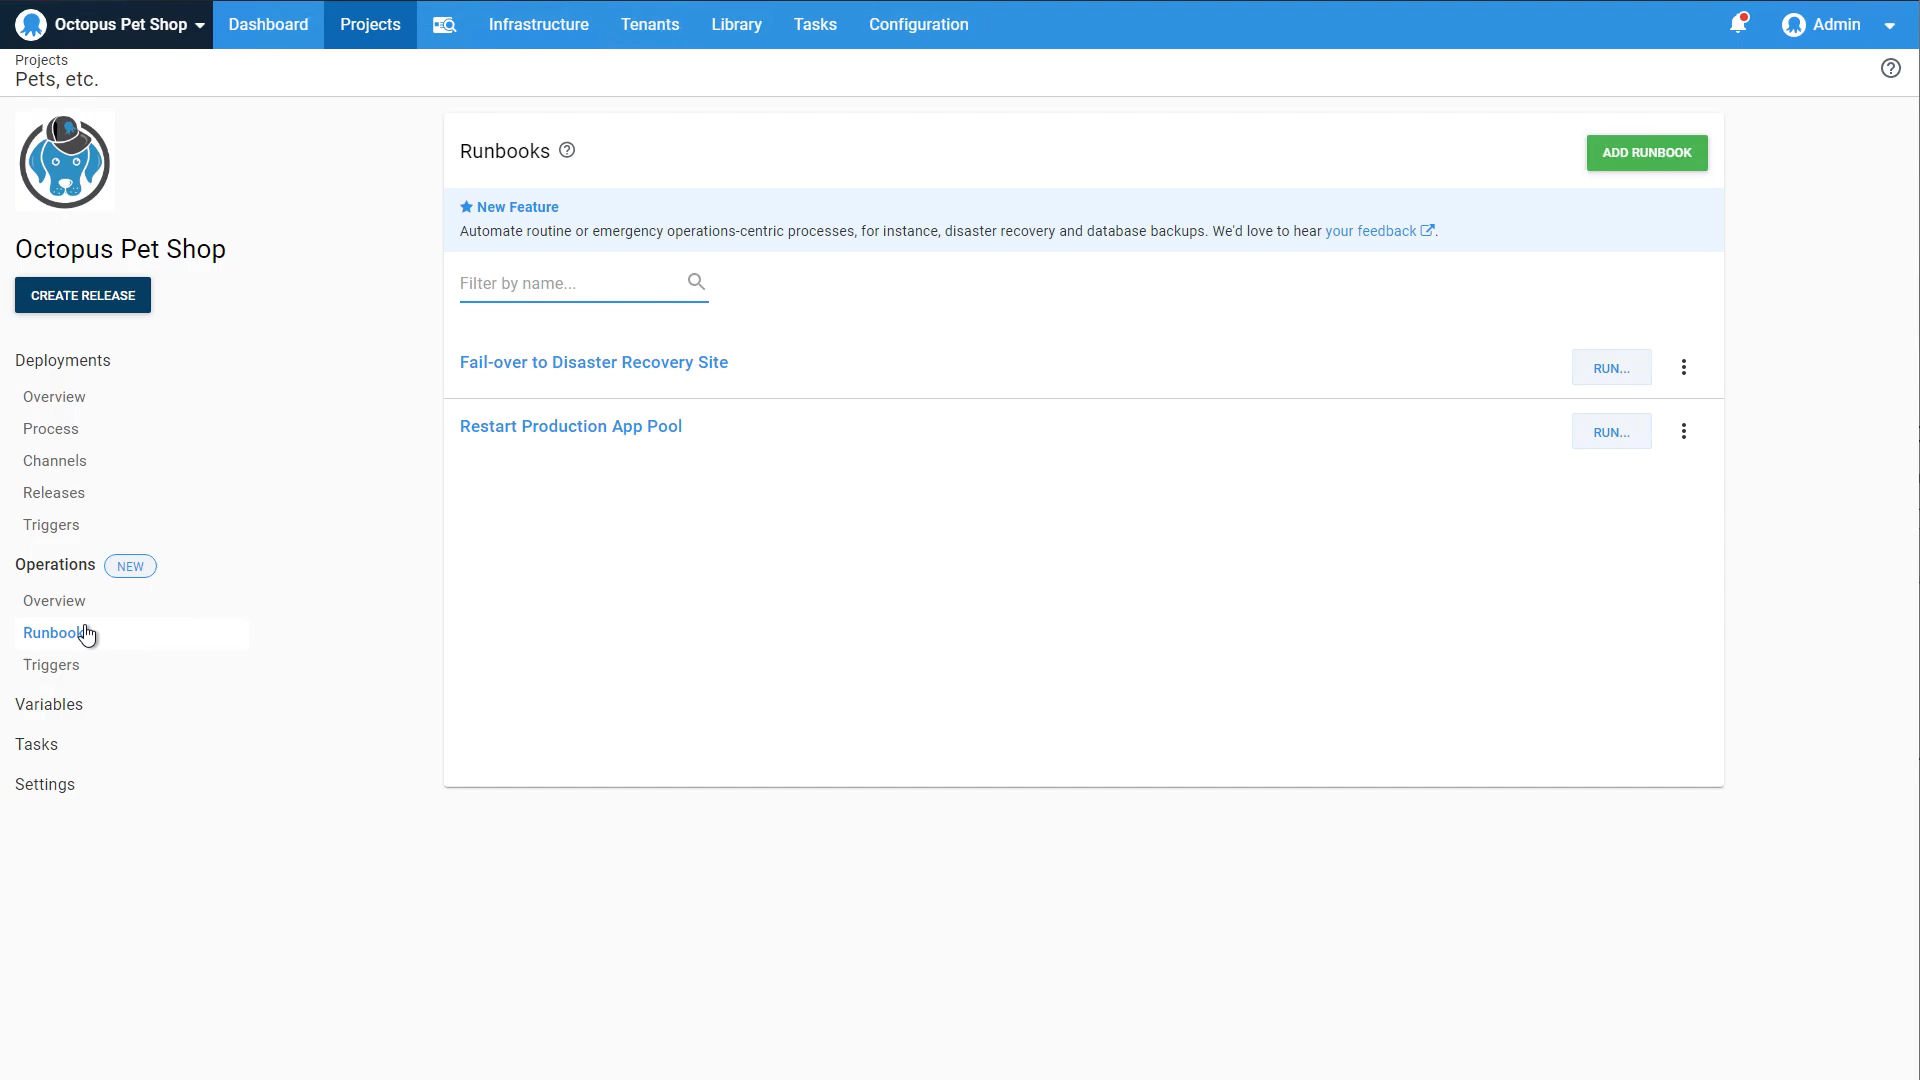 Octopus Pet Shop Dashboard Projects Infrastructure Tenants Library Tasks Configuration Admin
Projects
Pets, etc.
Octopus Pet Shop
CREATE RELEASE
Deployments
Overview
Process
Channels
Releases
Triggers
Operations NEW
Overview
Runbook
Triggers
Variables
Tasks
Settings
Runbooks
ADD RUNBOOK
New Feature
Automate routine or emergency operations-centric processes, for instance, disaster recovery and database backups. We'd love to hear your feedback.
Filter by name...
Fail-over to Disaster Recovery Site RUN...
Restart Production App Pool RUN...